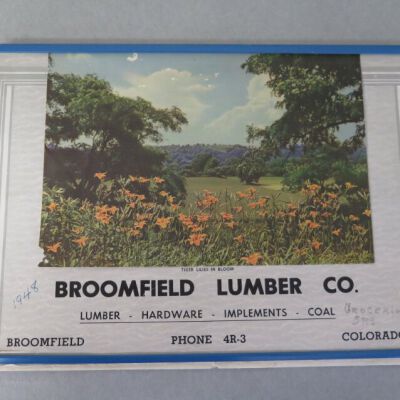 TIGER LILIES IN BLOOM
1948
BROOMFIELD LUMBER CO.
LUMBER - HARDWARE - IMPLEMENTS - COAL
BROOMFIELD PHONE 4R-3 COLORADO